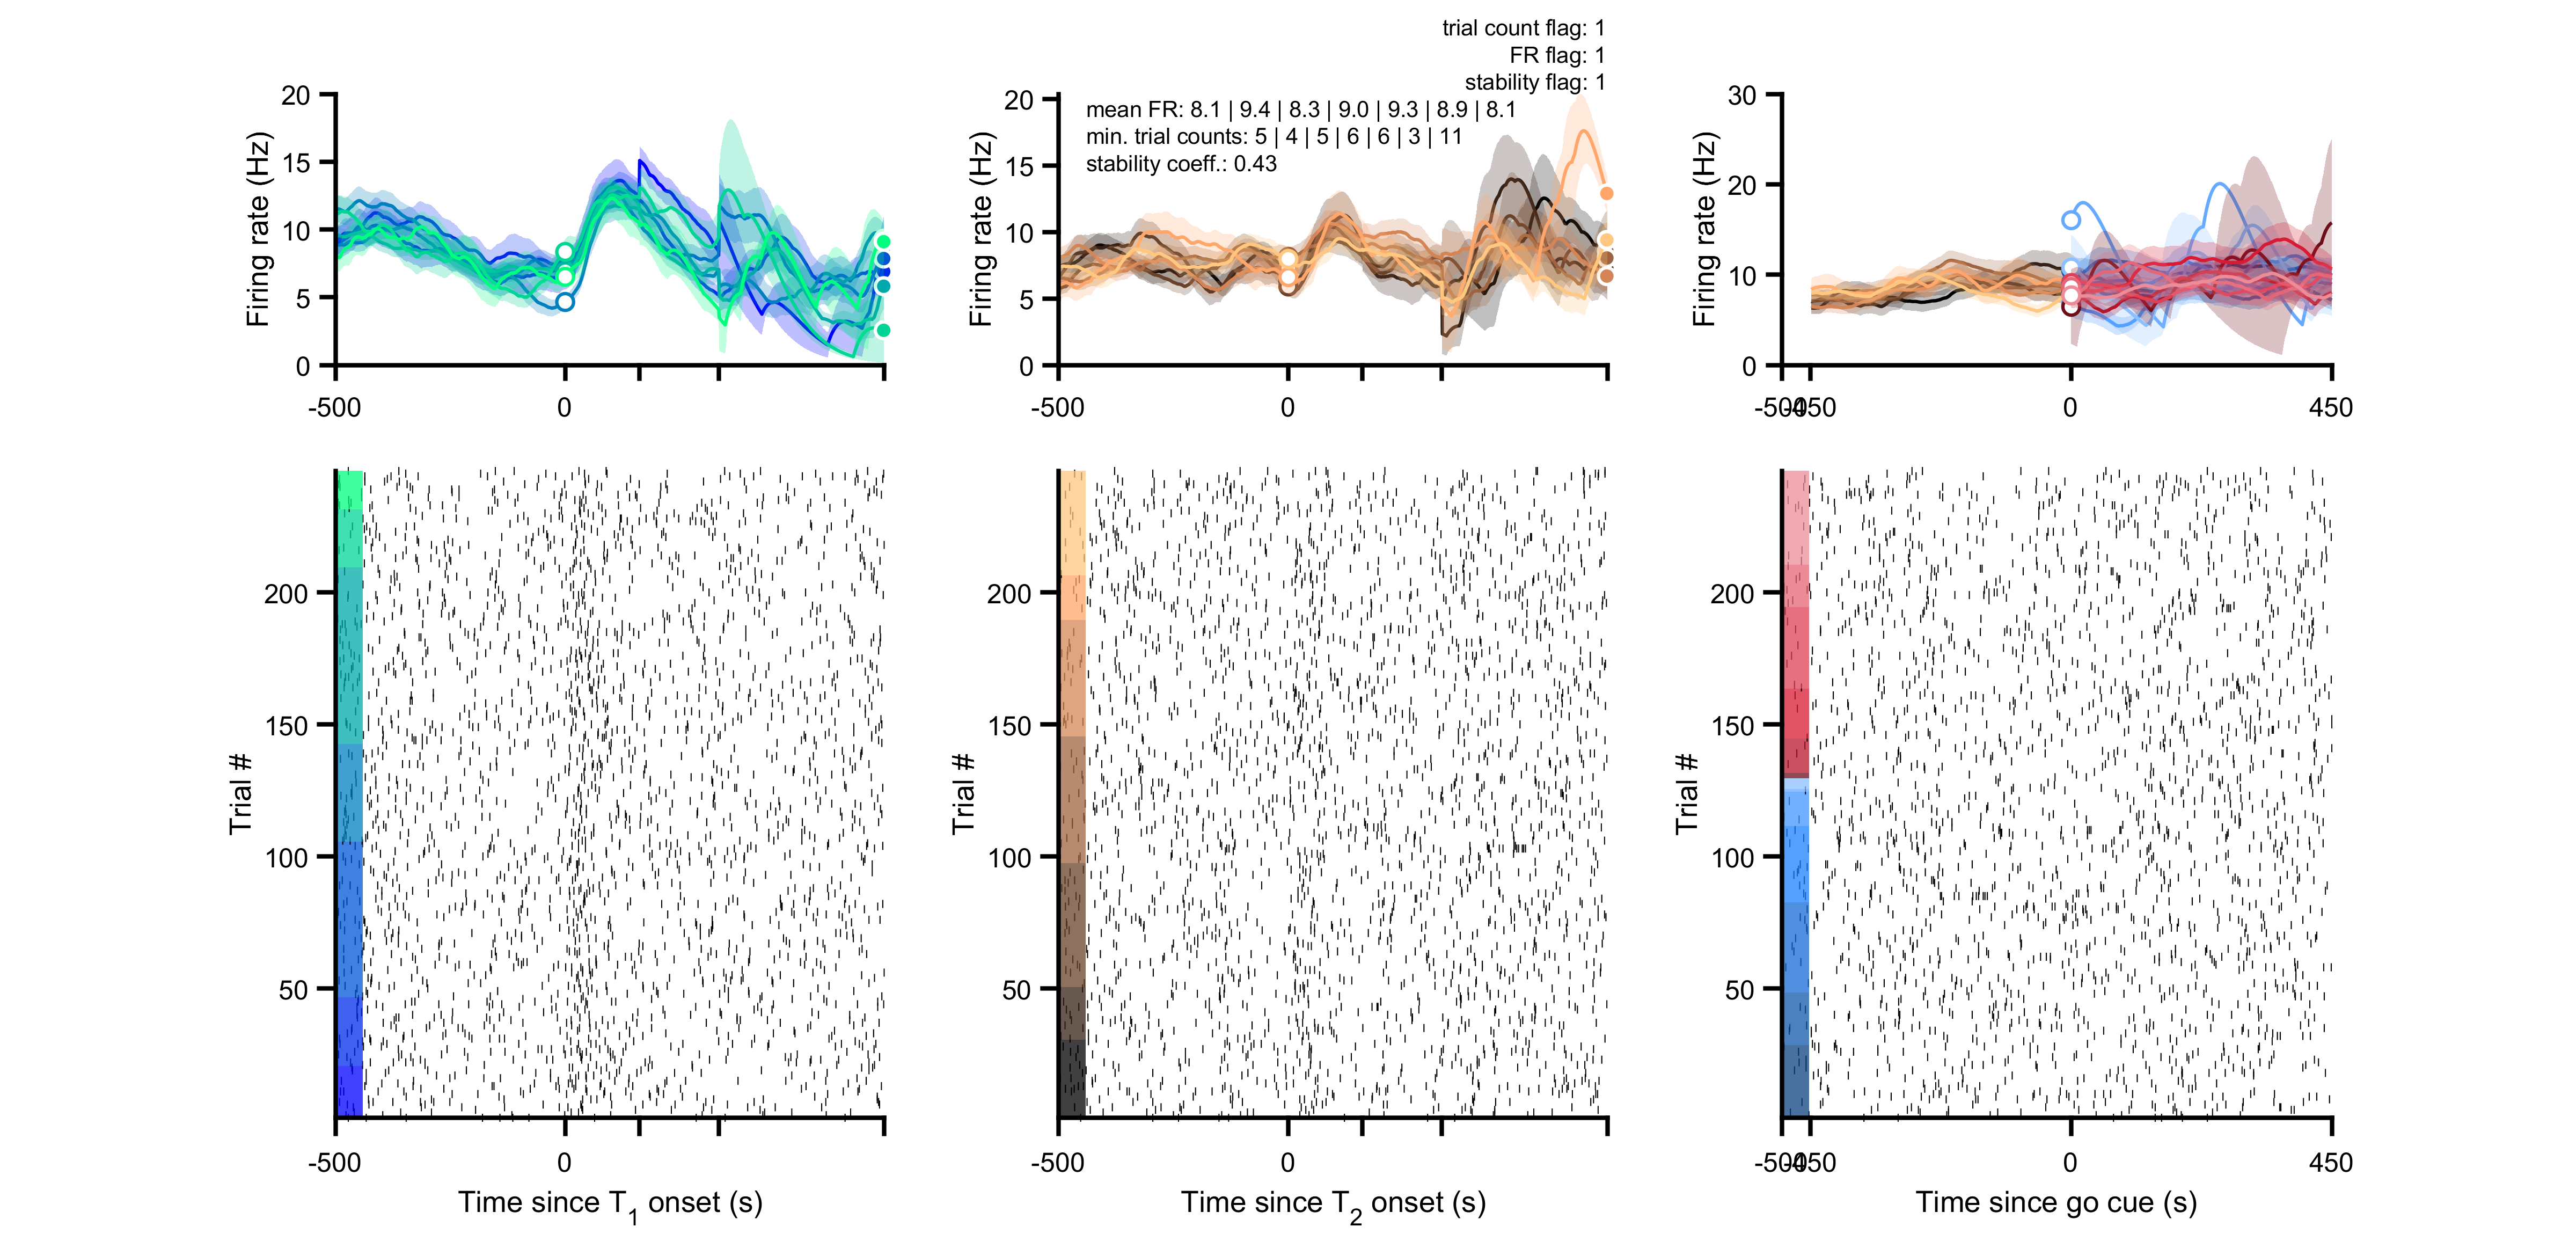 trial count flag: 1
FR flag: 1
stability flag: 1
mean FR: 8.1 | 9.4 | 8.3 | 9.0 | 9.3 | 8.9 | 8.1
min. trial counts: 5 | 4 | 5 | 6 | 6 | 3 | 11
stability coeff.: 0.43
Firing rate (Hz)
20
15
10
5
0
-500
0
Firing rate (Hz)
20
15
10
5
0
-500
0
Firing rate (Hz)
30
20
10
0
-500
-450
0
450
Trial #
200
150
100
50
-500
0
Time since T1 onset (s)
Trial #
200
150
100
50
-500
0
Time since T2 onset (s)
Trial #
200
150
100
50
-500
-450
0
450
Time since go cue (s)